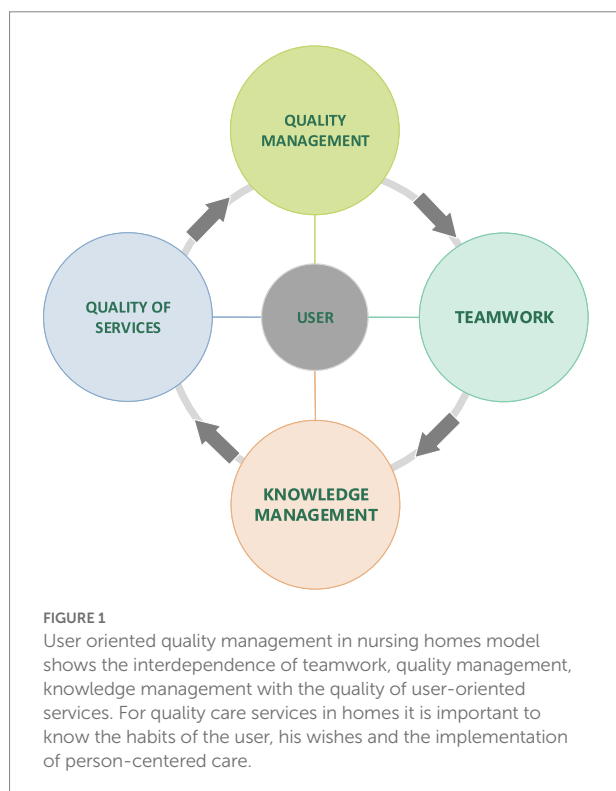 QUALITY
MANAGEMENT
QUALITY OF
SERVICES
USER
TEAMWORK
KNOWLEDGE
MANAGEMENT
FIGURE 1
User oriented quality management in nursing homes model
shows the interdependence of teamwork, quality management,
knowledge management with the quality of user-oriented
services. For quality care services in homes it is important to
know the habits of the user, his wishes and the implementation
of person-centered care.